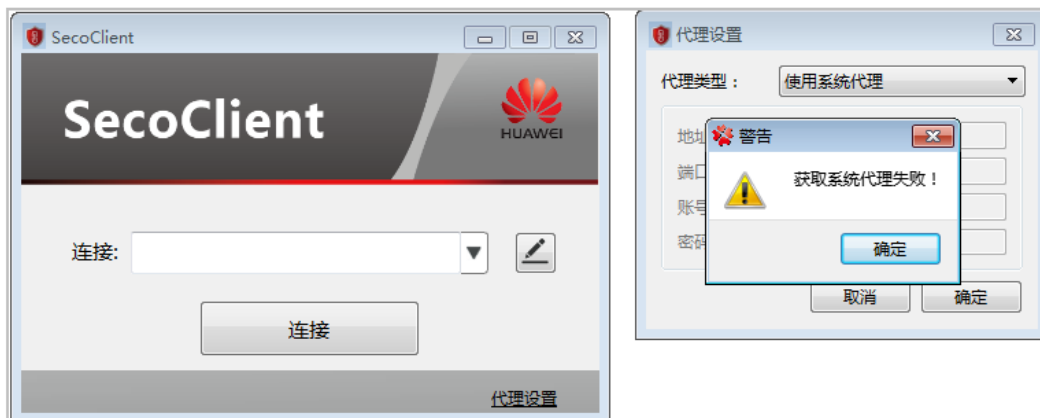 SecoClient
SecoClient
HUAWEI
连接:
连接
代理设置
代理设置
代理类型：
使用系统代理
地址
端口
账号
密码
警告
获取系统代理失败！
确定
取消
确定